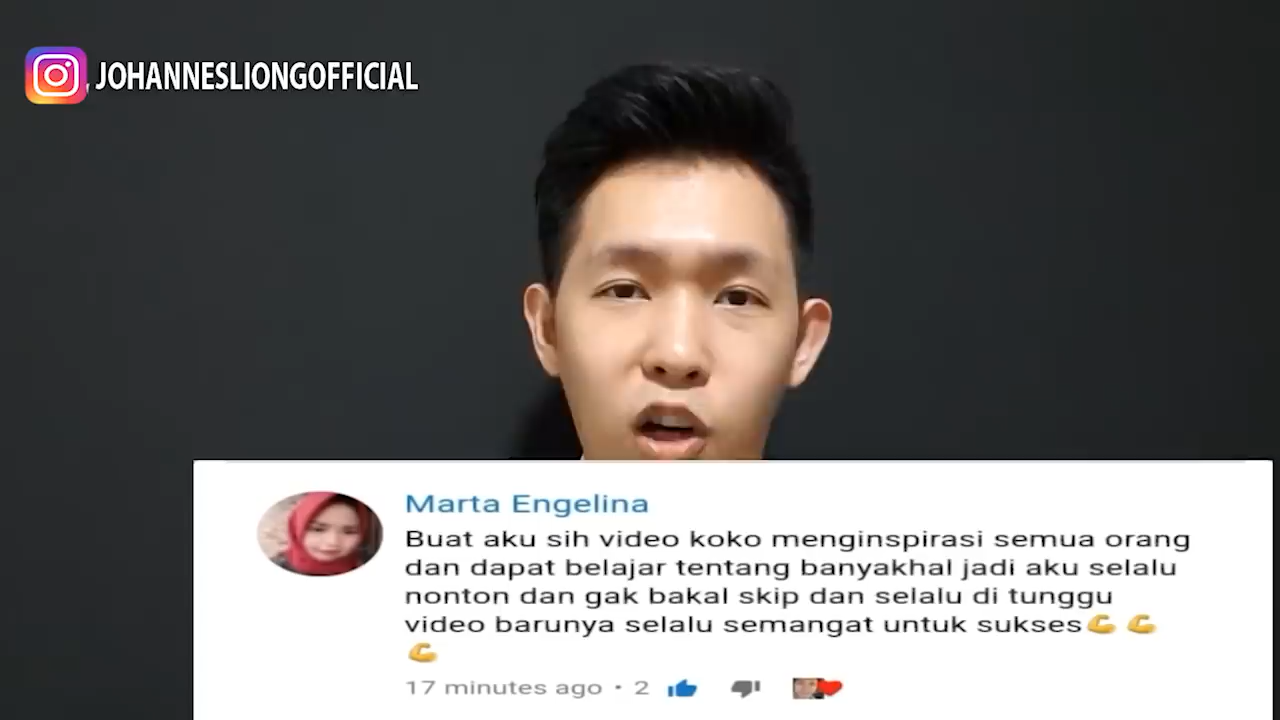 JOHANNESLIONGOFFICIAL
Marta Engelina
Buat aku sih video koko menginspirasi semua orang
dan dapat belajar tentang banyakhal jadi aku selalu
nonton dan gak bakal skip dan selalu di tunggu
video barunya selalu semangat untuk sukses💪 💪
💪
17 minutes ago • 2